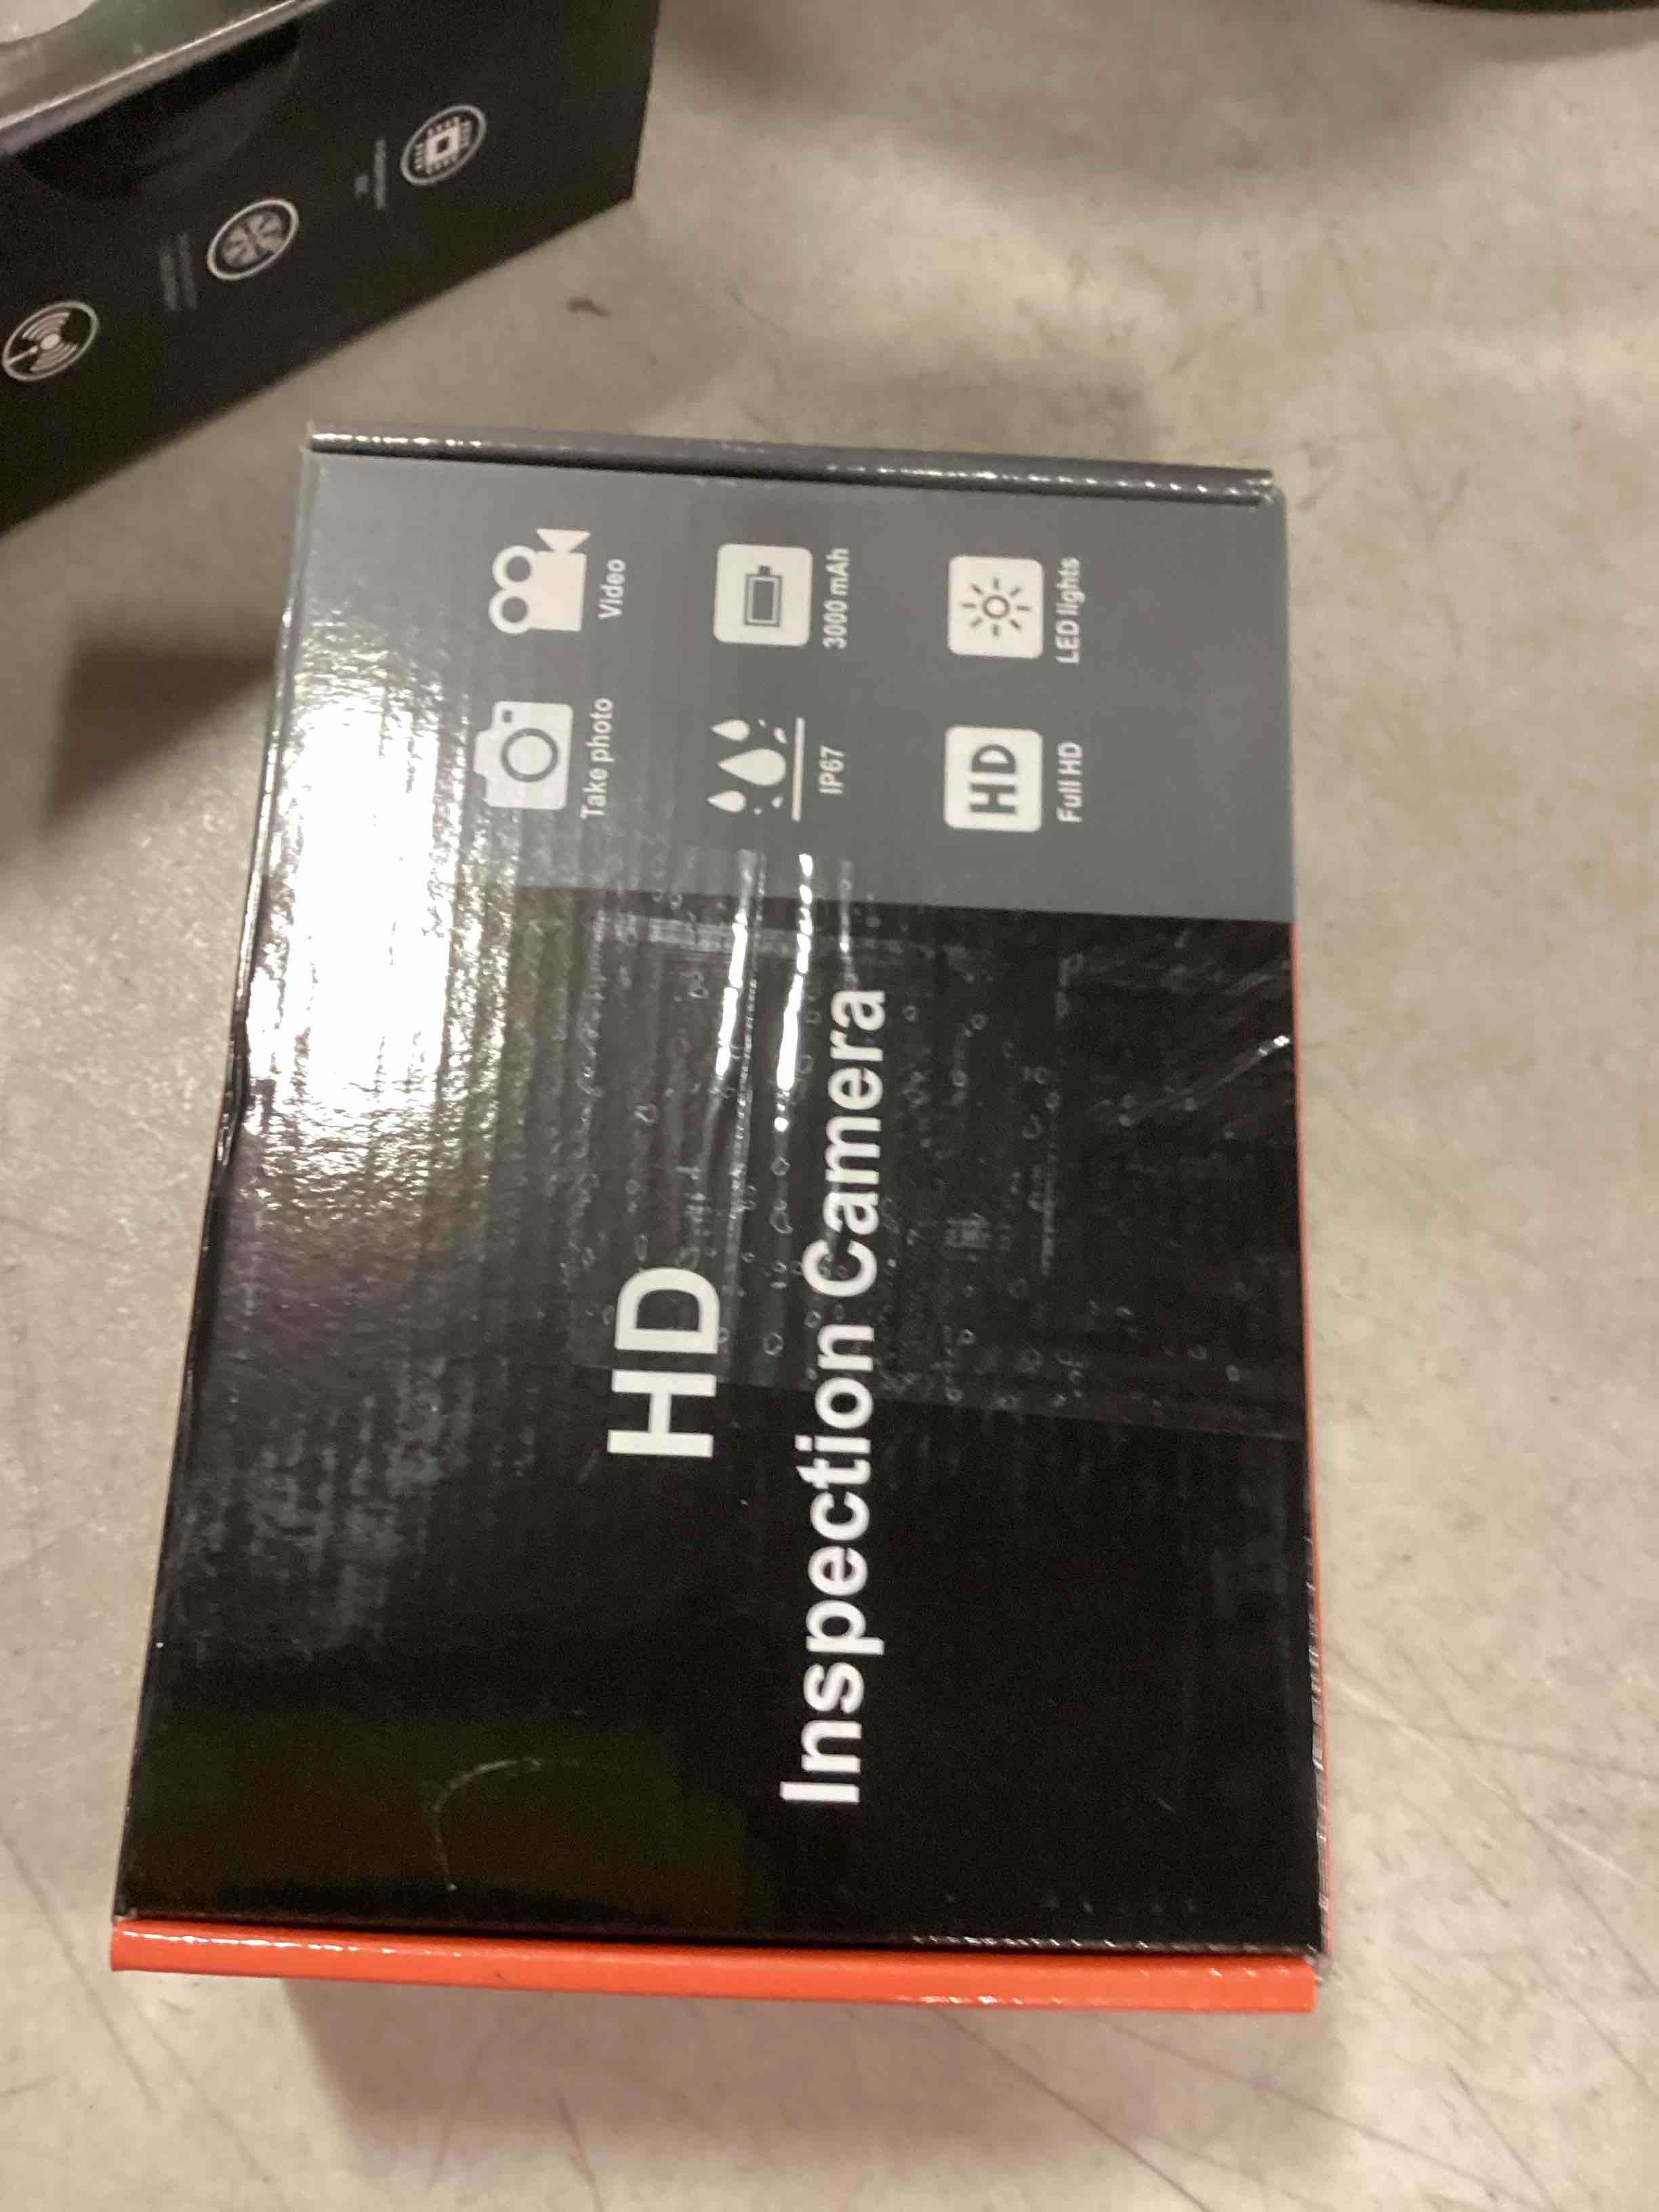 HD
Inspection Camera
Take photo
Video
IP67
3000 mAh
HD
Full HD
LED lights